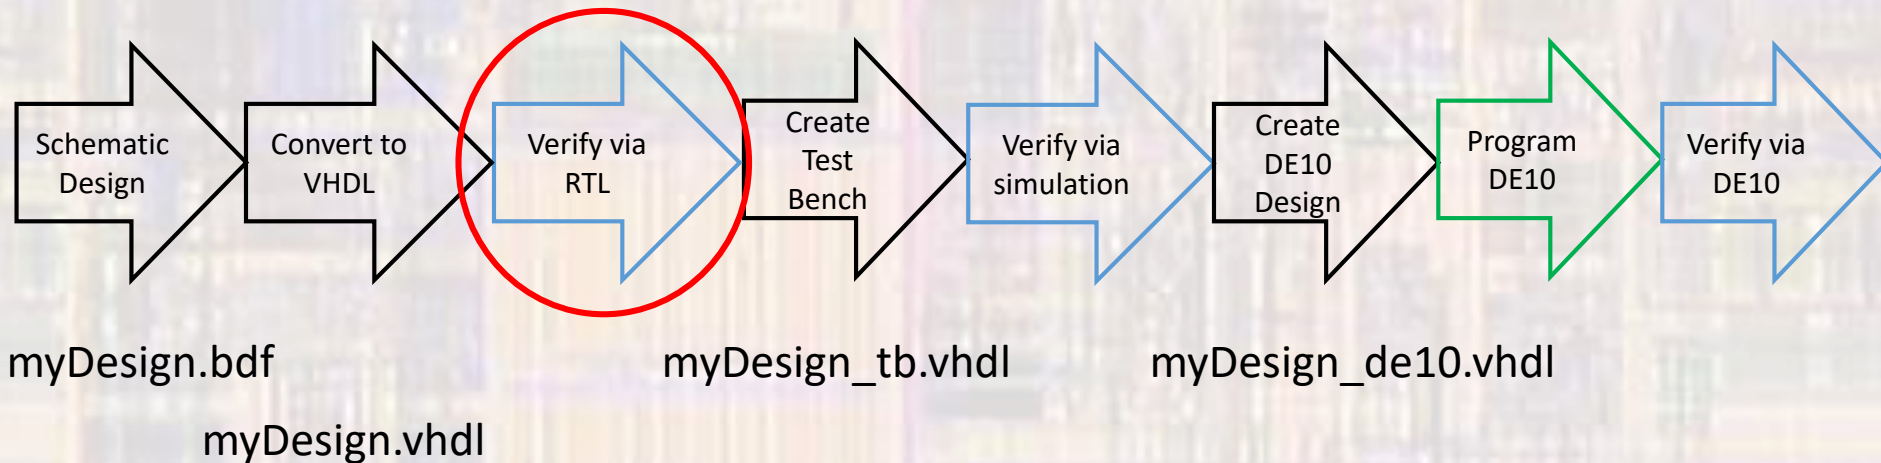 Schematic
Design
Convert to
VHDL
Verify via
RTL
Create
Test
Bench
Verify via
simulation
Create
DE10
Design
Program
DE10
Verify via
DE10
myDesign.bdf
myDesign_tb.vhdl
myDesign_de10.vhdl
myDesign.vhdl